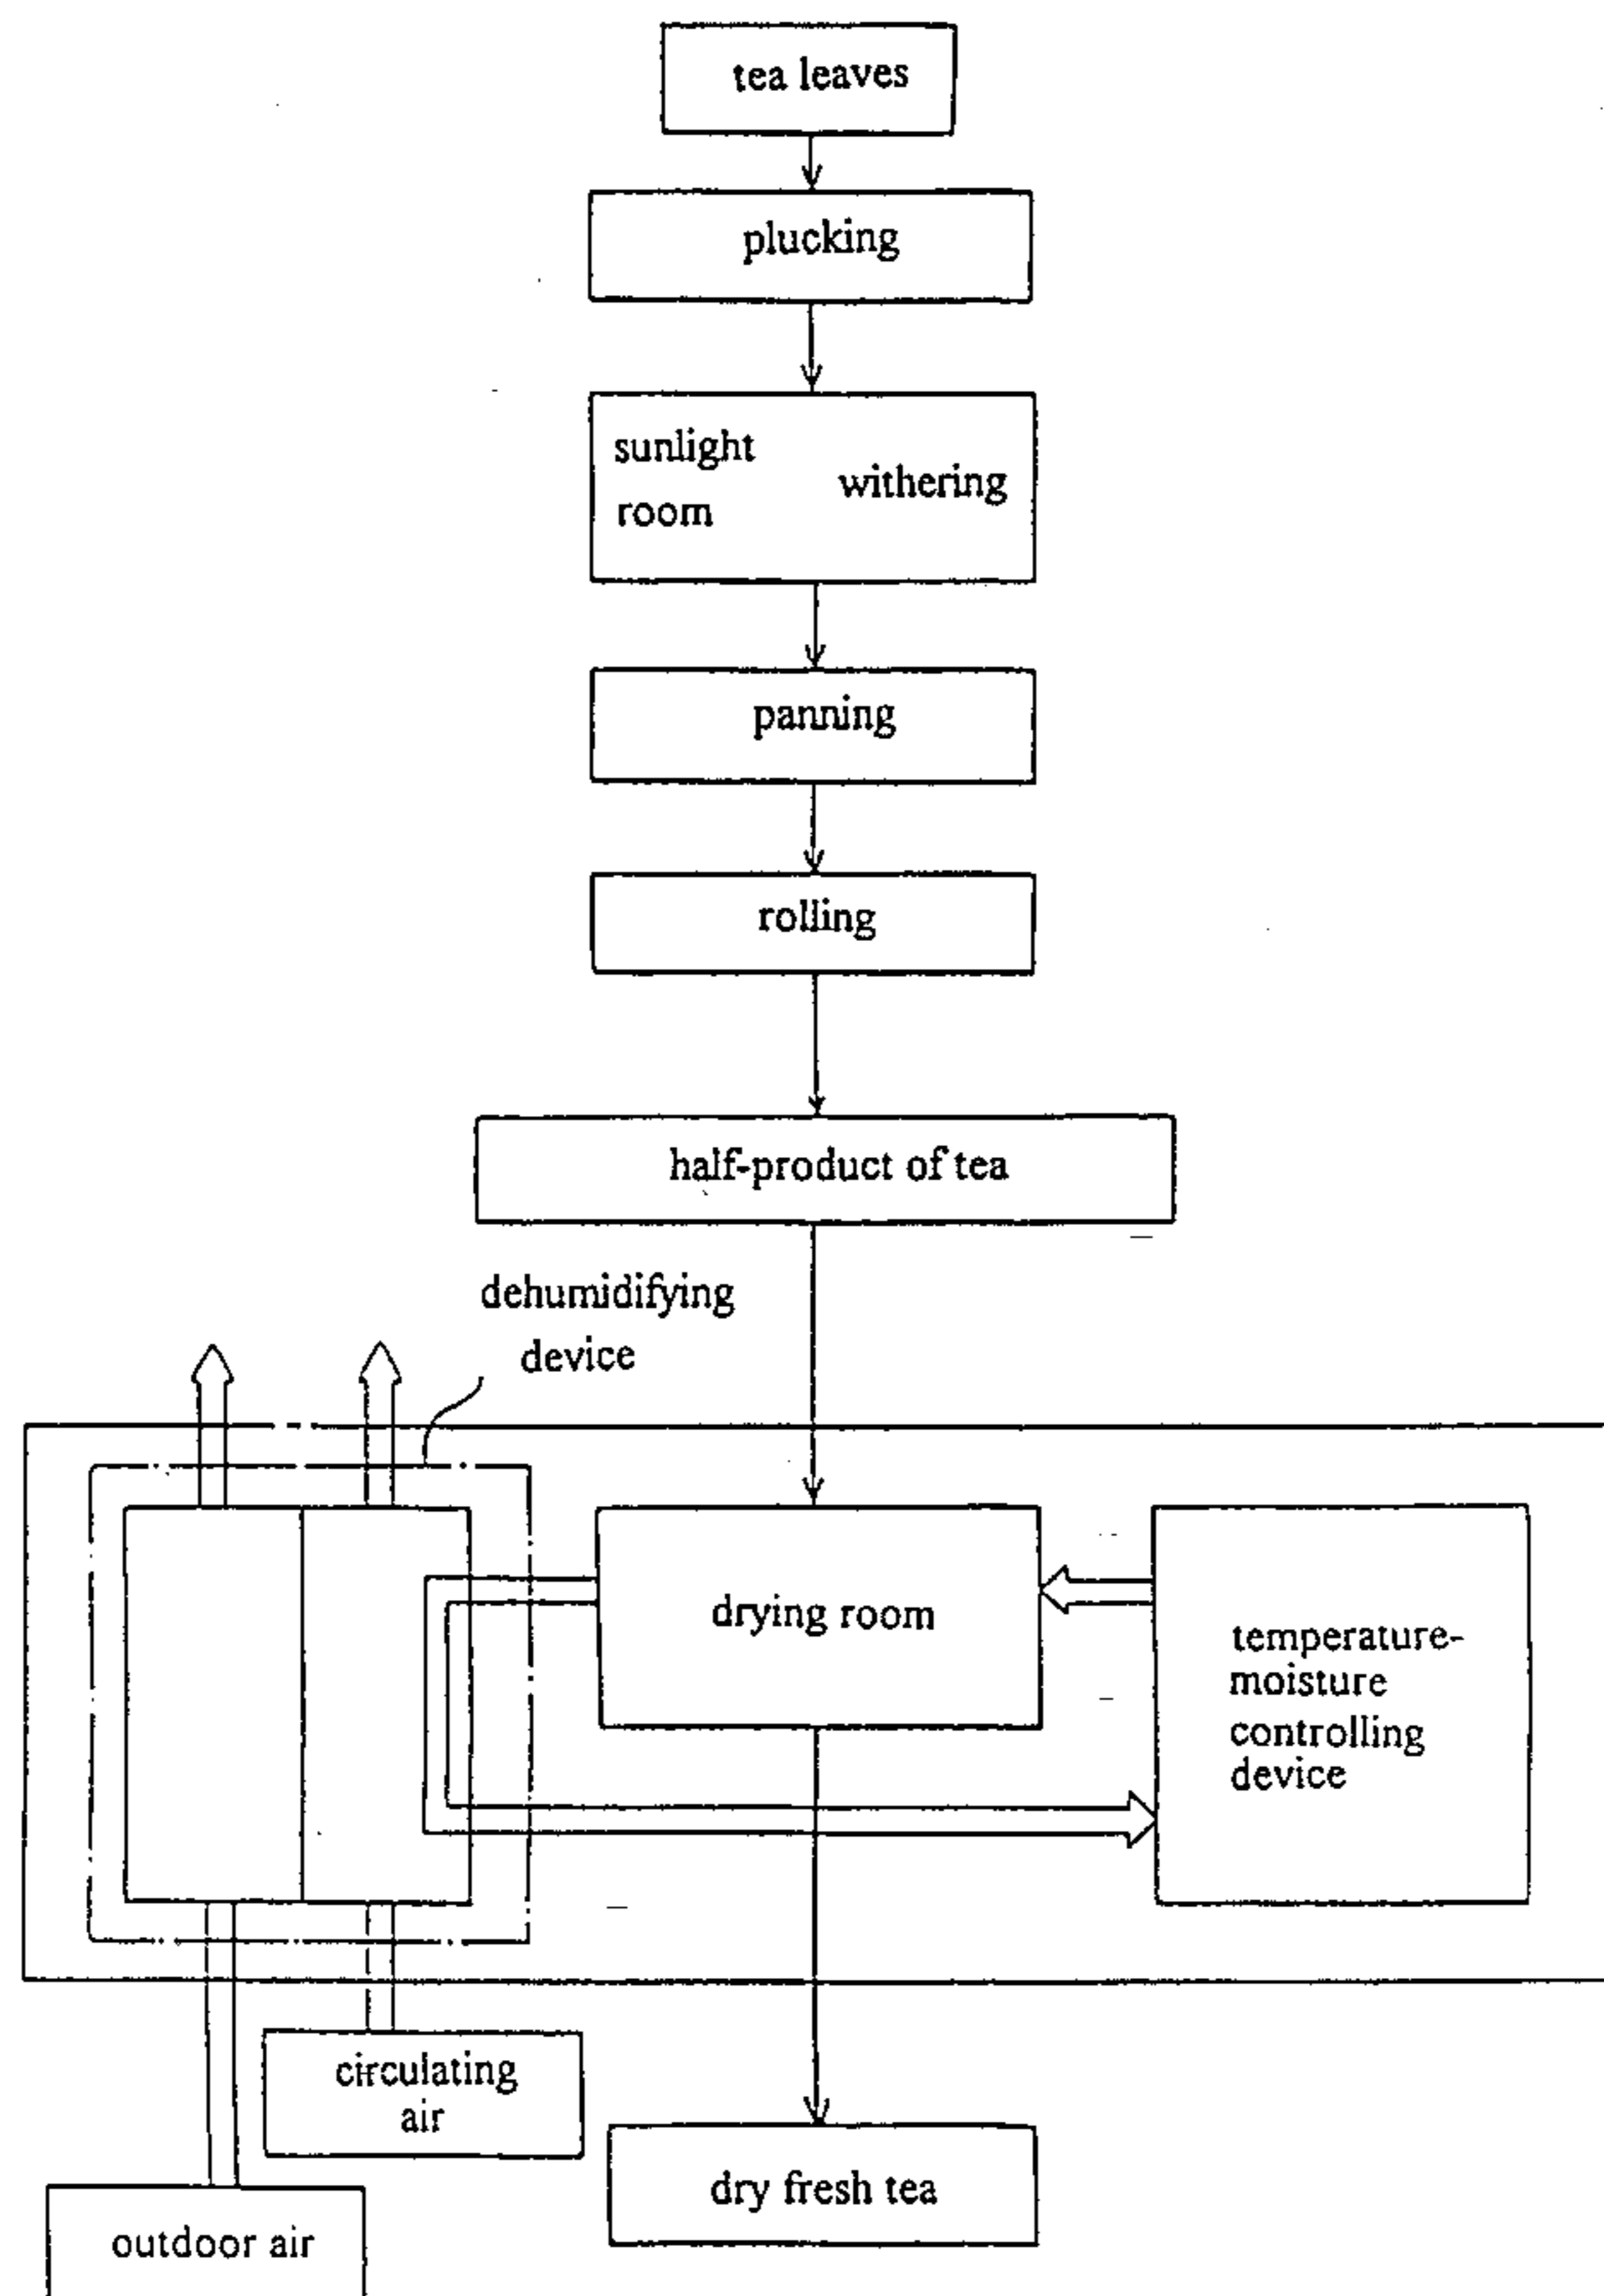 tea leaves
plucking
sunlight
room
withering
panning
rolling
half-product of tea
dehumidifying
device
drying room
temperature-
moisture
controlling
device
circulating
air
dry fresh tea
outdoor air